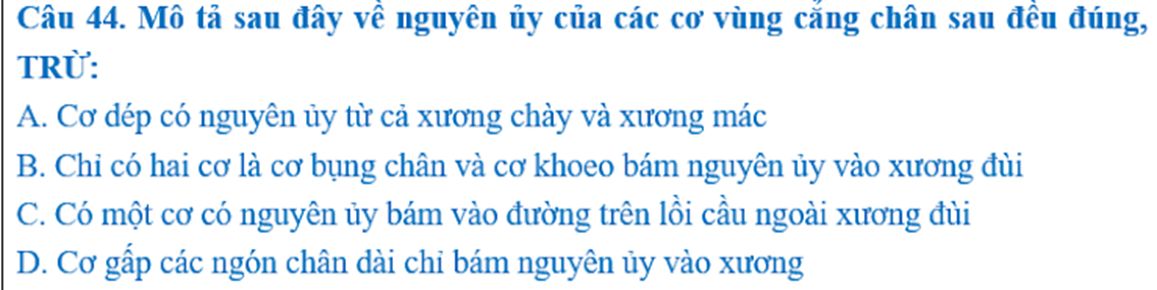 Câu 44. Mô tả sau đây về nguyên ủy của các cơ vùng cẳng chân sau đều đúng,
TRỪ:
A. Cơ dép có nguyên ủy từ cả xương chày và xương mác
B. Chỉ có hai cơ là cơ bụng chân và cơ khoeo bám nguyên ủy vào xương đùi
C. Có một cơ có nguyên ủy bám vào đường trên lồi cầu ngoài xương đùi
D. Cơ gấp các ngón chân dài chỉ bám nguyên ủy vào xương